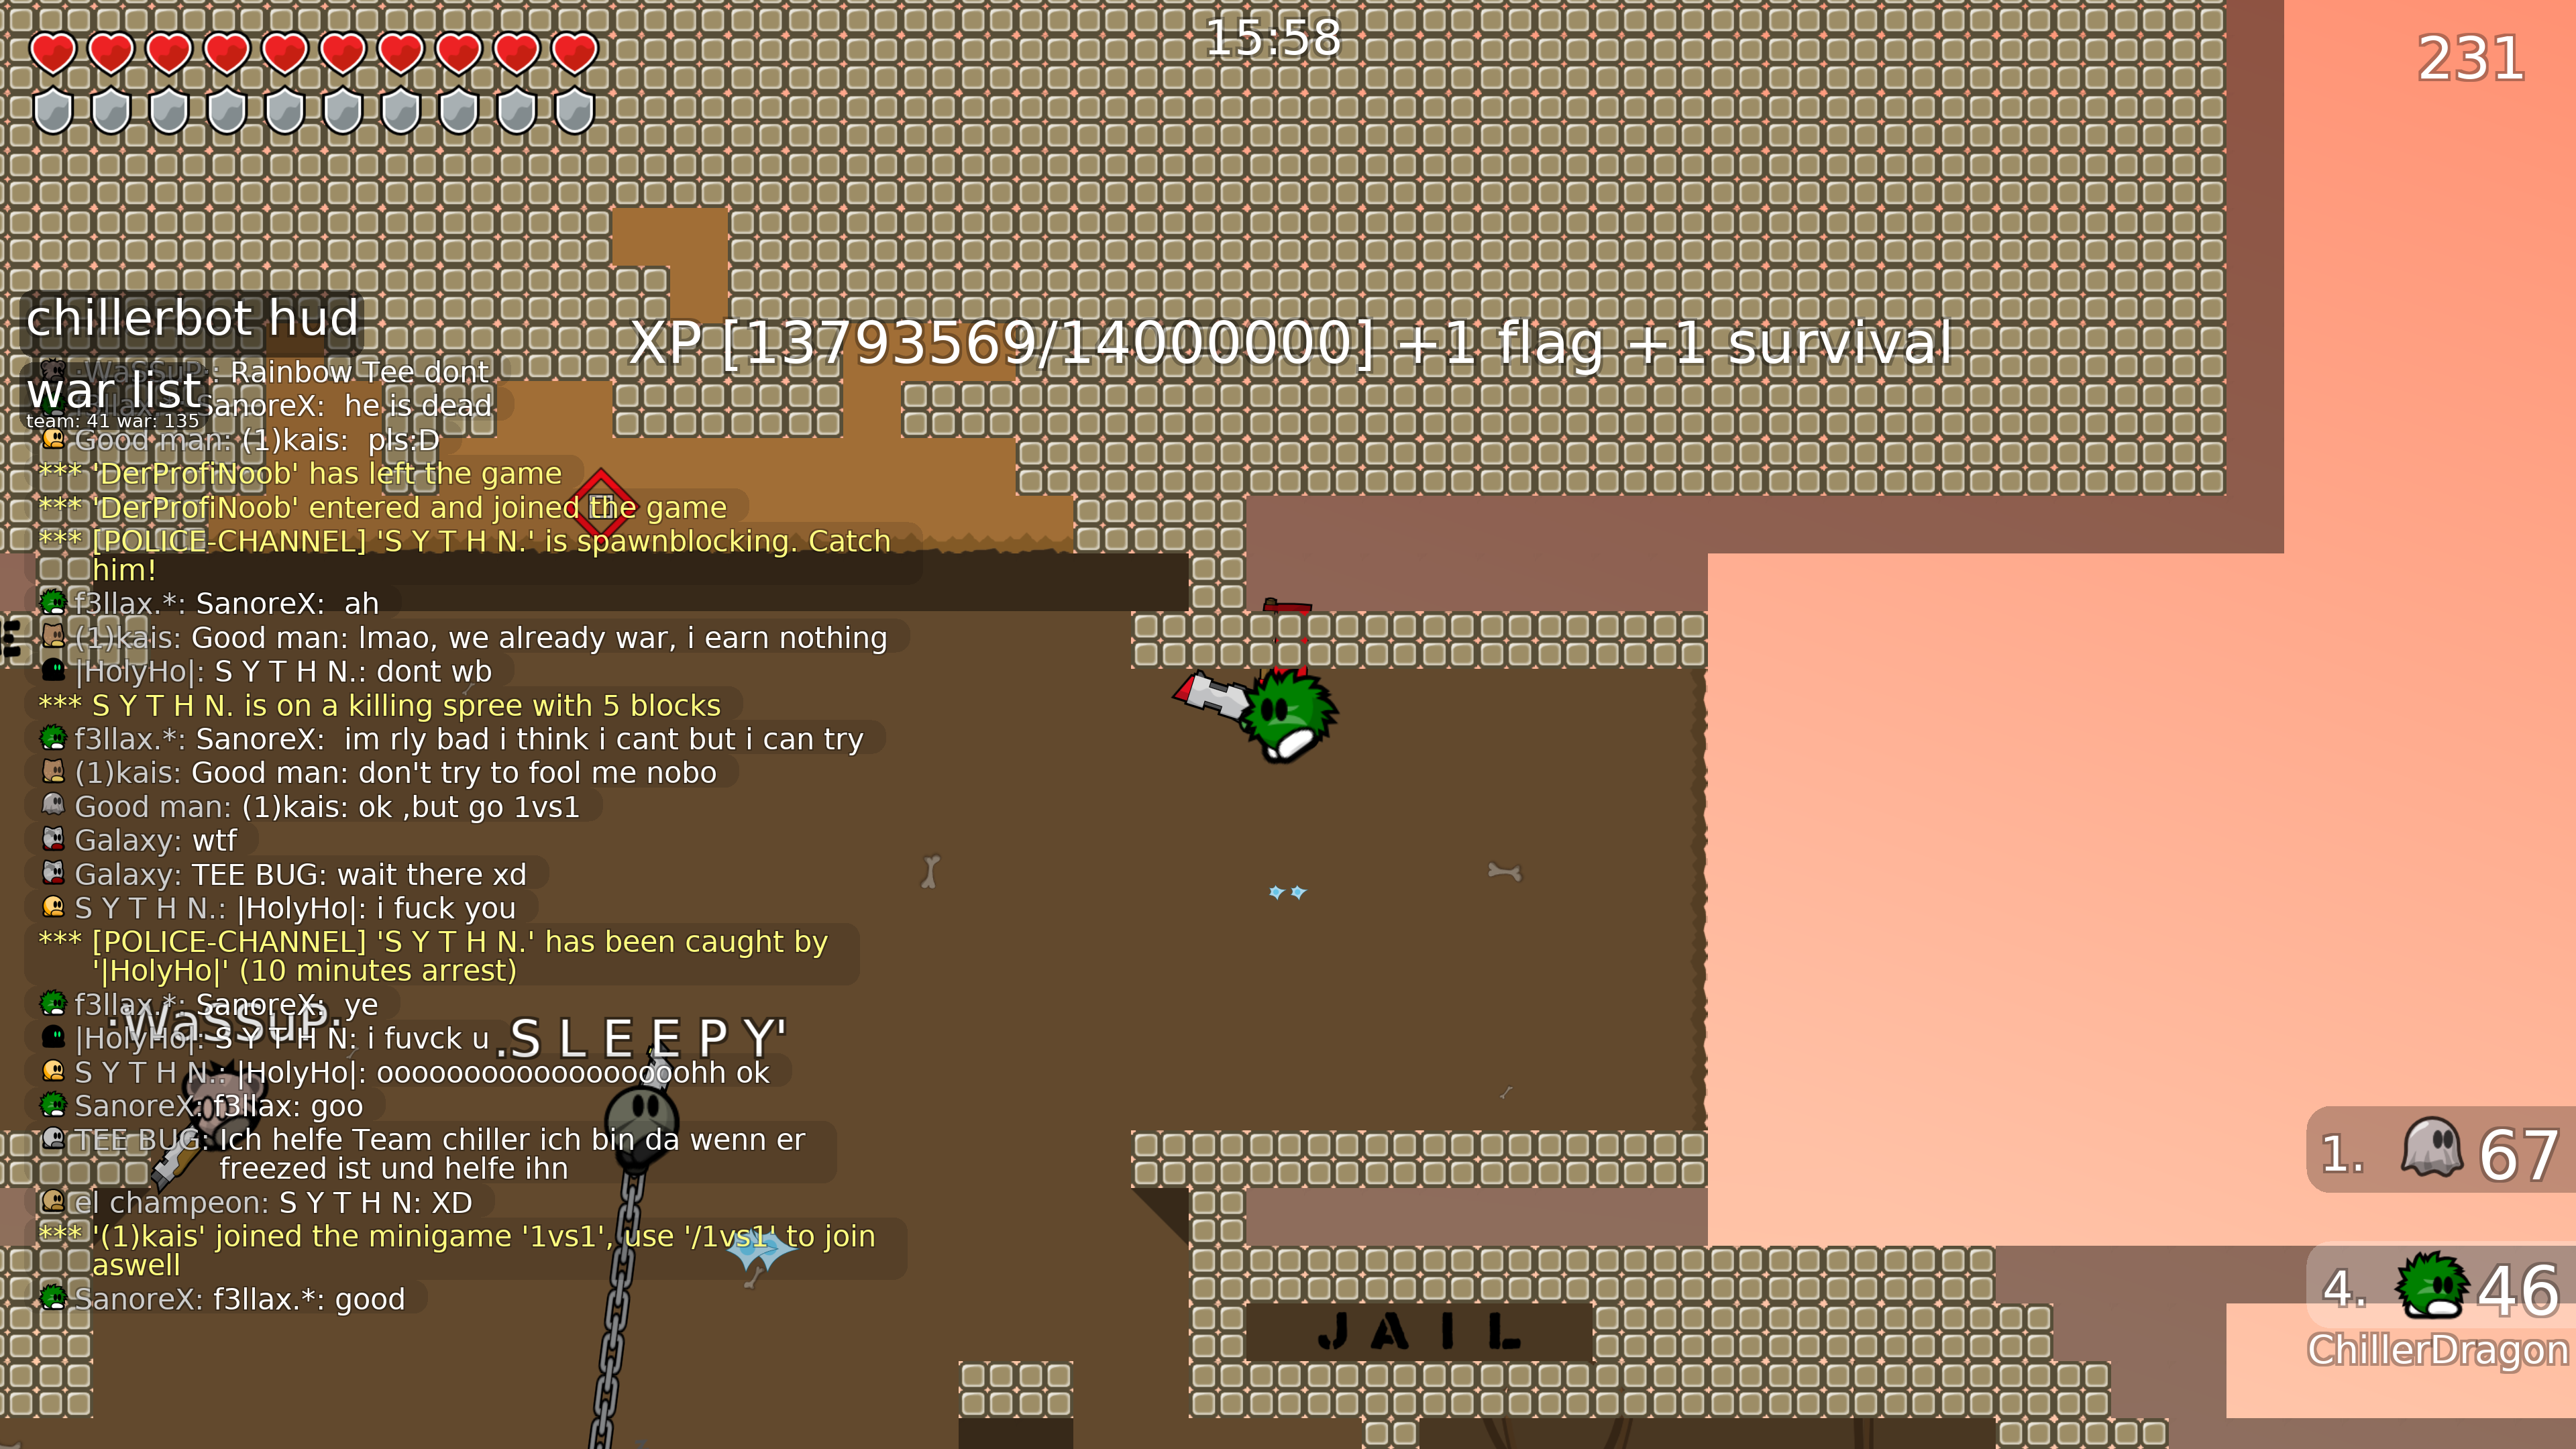 15:58
231
chillerbot hud
XP [13793569/14000000] +1 flag +1 survival
:WaSSuP:: Rainbow Tee dont
war list
f3llax.*: SanoreX:  he is dead
team: 41 war: 135
Good man: (1)kais:  pls:D
*** 'DerProfiNoob' has left the game
*** 'DerProfiNoob' entered and joined the game
*** [POLICE-CHANNEL] 'S Y T H N.' is spawnblocking. Catch
him!
f3llax.*: SanoreX:  ah
(1)kais: Good man: lmao, we already war, i earn nothing
|HolyHo|: S Y T H N.: dont wb
*** S Y T H N. is on a killing spree with 5 blocks
f3llax.*: SanoreX:  im rly bad i think i cant but i can try
(1)kais: Good man: don't try to fool me nobo
Good man: (1)kais: ok ,but go 1vs1
Galaxy: wtf
Galaxy: TEE BUG: wait there xd
S Y T H N.: |HolyHo|: i fuck you
*** [POLICE-CHANNEL] 'S Y T H N.' has been caught by
'|HolyHo|' (10 minutes arrest)
f3llax.*: SanoreX:  ye
:WaSSuP:
|HolyHo|: S Y T H N: i fuvck u
.S L E E P Y'
S Y T H N.: |HolyHo|: ooooooooooooooooooohh ok
SanoreX: f3llax: goo
TEE BUG: Ich helfe Team chiller ich bin da wenn er
freezed ist und helfe ihn
el champeon: S Y T H N: XD
*** '(1)kais' joined the minigame '1vs1', use '/1vs1' to join
aswell
SanoreX: f3llax.*: good
1. 67
4. 46
ChillerDragon
JAIL